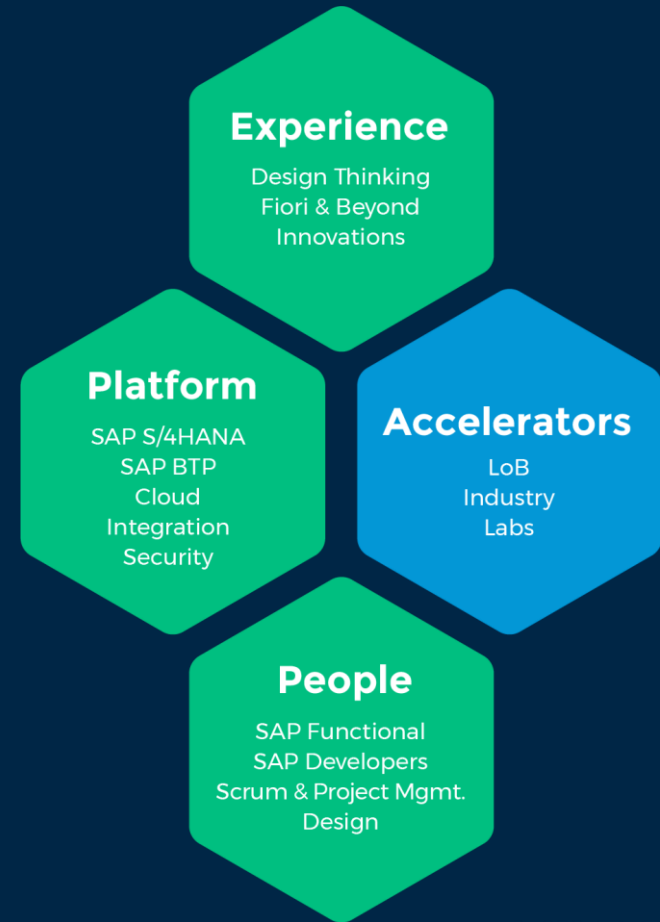 Experience
Design Thinking
Fiori & Beyond
Innovations
Platform
SAP S/4HANA
SAP BTP
Cloud
Integration
Security
Accelerators
LoB
Industry
Labs
People
SAP Functional
SAP Developers
Scrum & Project Mgmt.
Design